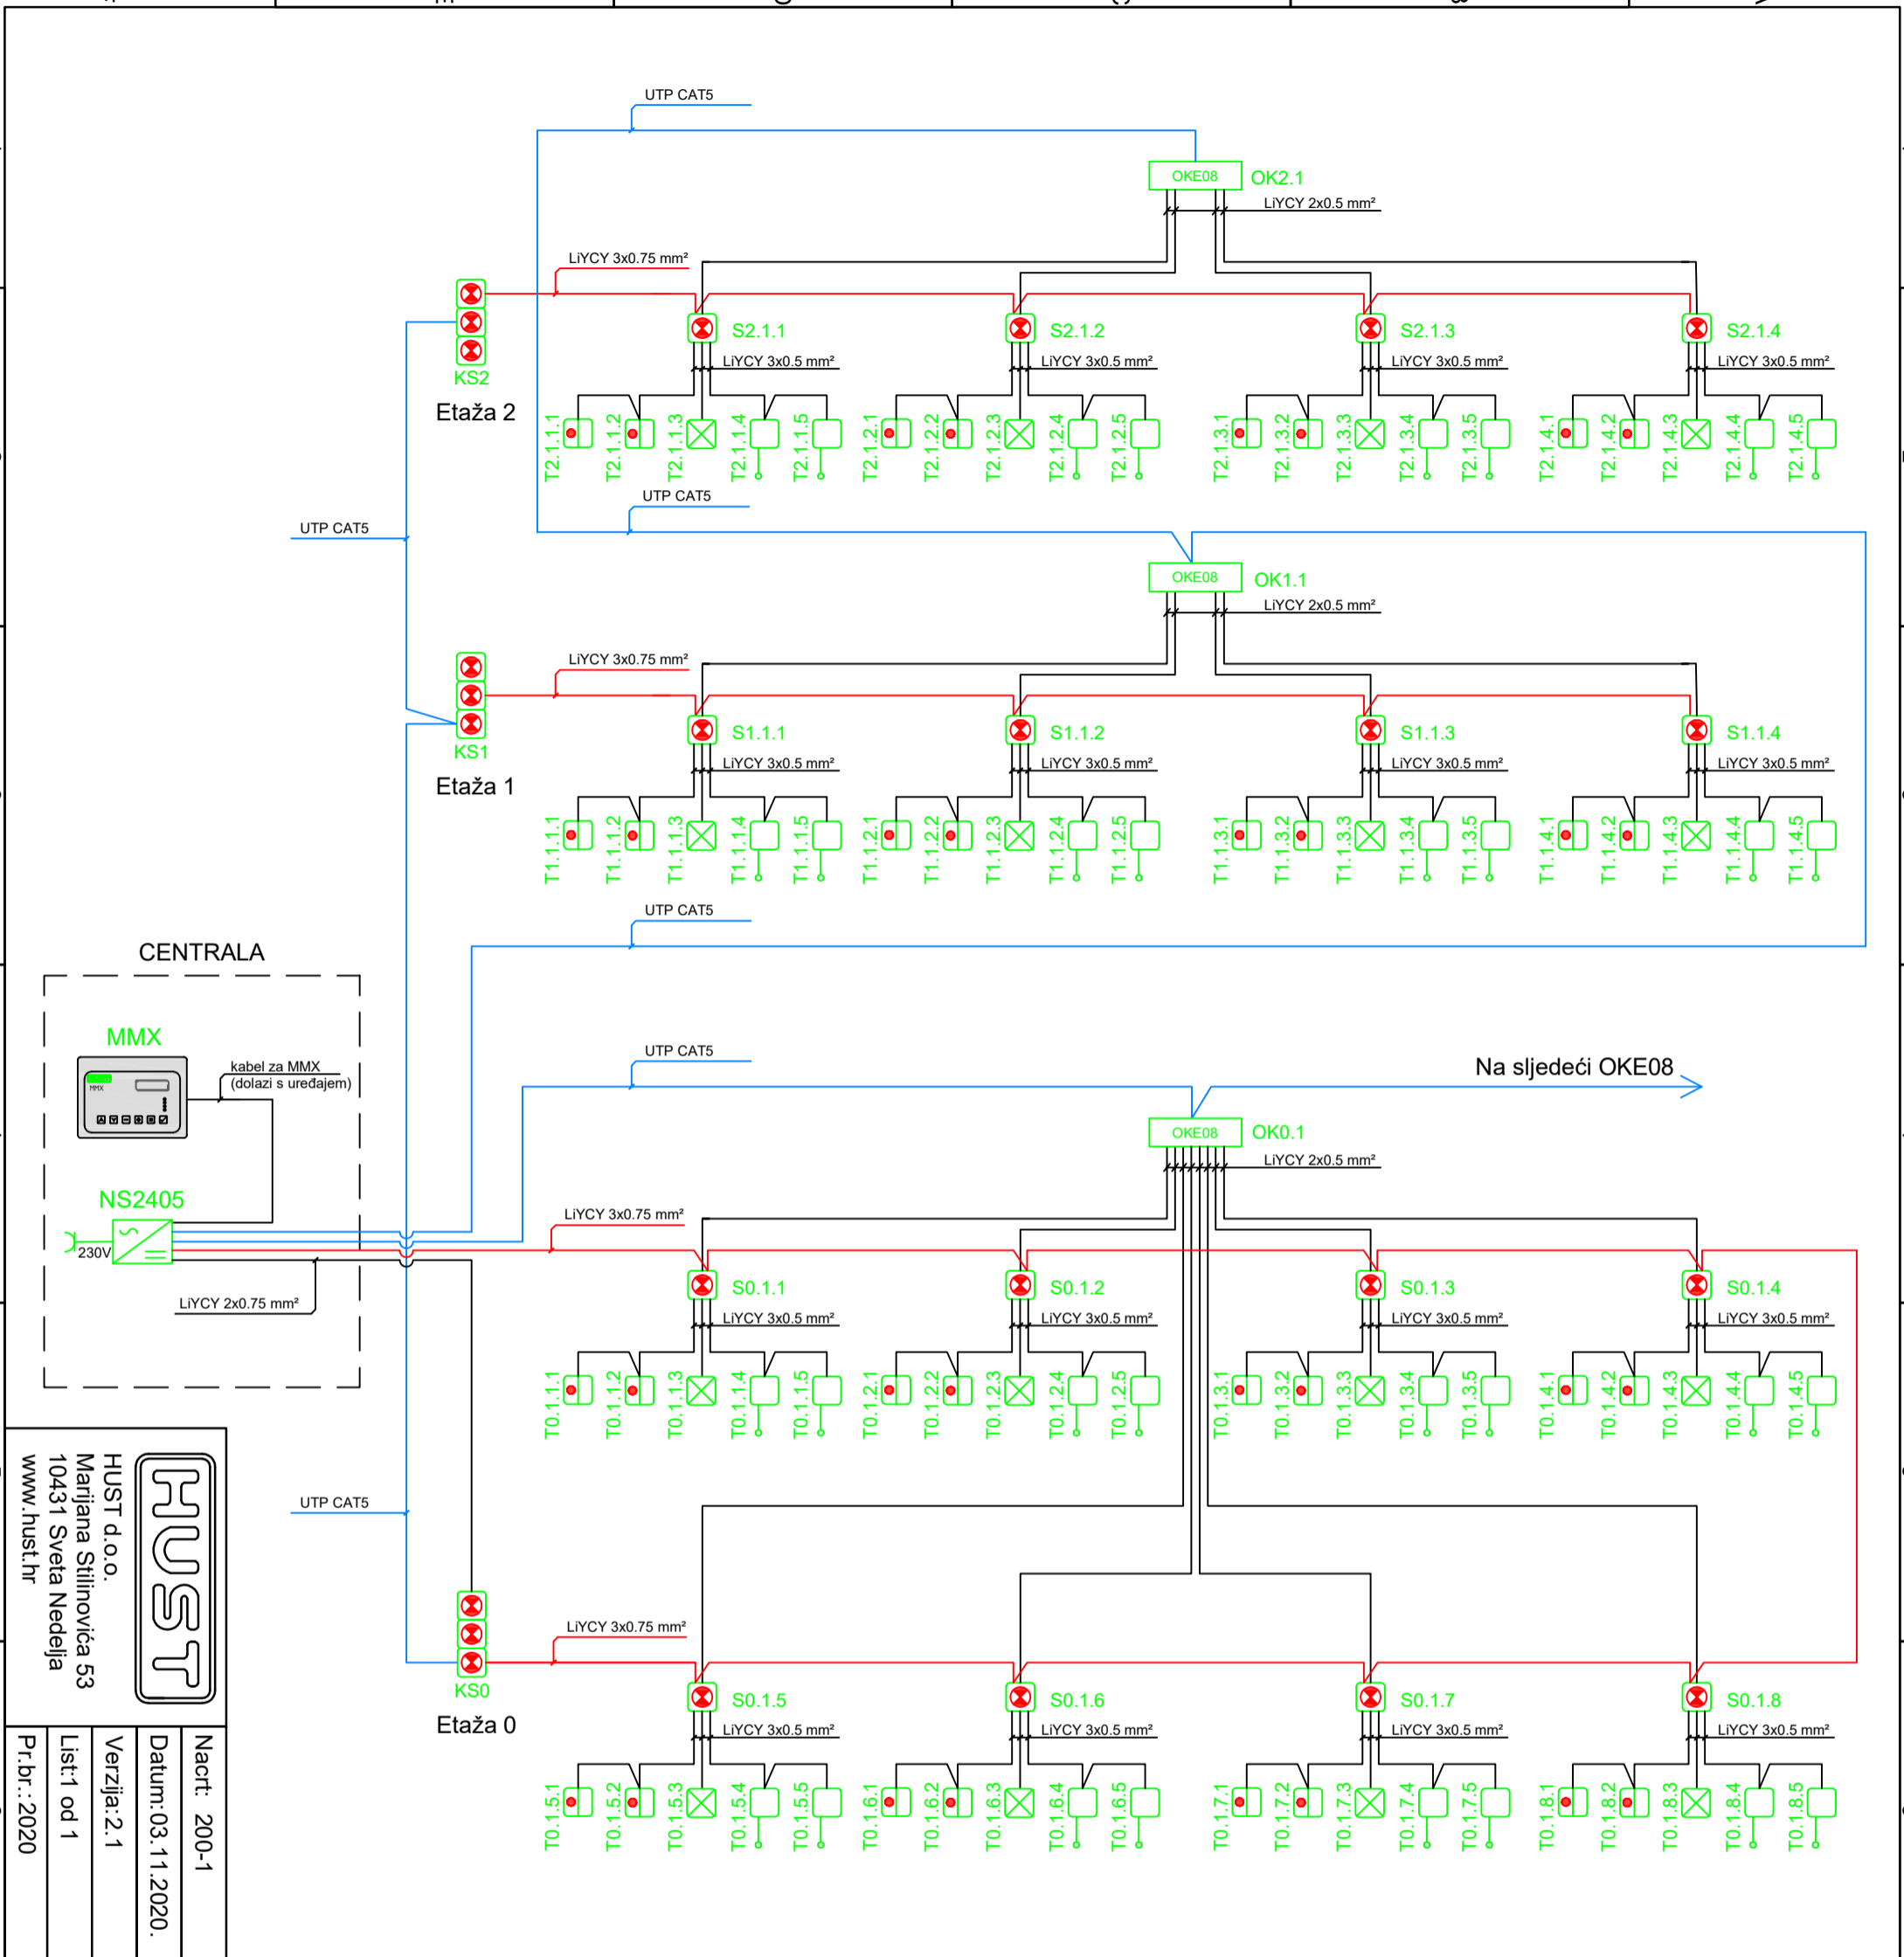 UTP CAT5
OKE08
OK2.1
LiYCY 2x0.5 mm²
LiYCY 3x0.75 mm²
KS2
Etaža 2
S2.1.1
S2.1.2
S2.1.3
S2.1.4
LiYCY 3x0.5 mm²
LiYCY 3x0.5 mm²
LiYCY 3x0.5 mm²
LiYCY 3x0.5 mm²
T2.1.1.1
T2.1.1.2
T2.1.1.3
T2.1.1.4
T2.1.1.5
T2.1.2.1
T2.1.2.2
T2.1.2.3
T2.1.2.4
T2.1.2.5
T2.1.3.1
T2.1.3.2
T2.1.3.3
T2.1.3.4
T2.1.3.5
T2.1.4.1
T2.1.4.2
T2.1.4.3
T2.1.4.4
T2.1.4.5
UTP CAT5
UTP CAT5
OKE08
OK1.1
LiYCY 2x0.5 mm²
LiYCY 3x0.75 mm²
KS1
Etaža 1
S1.1.1
S1.1.2
S1.1.3
S1.1.4
LiYCY 3x0.5 mm²
LiYCY 3x0.5 mm²
LiYCY 3x0.5 mm²
LiYCY 3x0.5 mm²
T1.1.1.1
T1.1.1.2
T1.1.1.3
T1.1.1.4
T1.1.1.5
T1.1.2.1
T1.1.2.2
T1.1.2.3
T1.1.2.4
T1.1.2.5
T1.1.3.1
T1.1.3.2
T1.1.3.3
T1.1.3.4
T1.1.3.5
T1.1.4.1
T1.1.4.2
T1.1.4.3
T1.1.4.4
T1.1.4.5
UTP CAT5
CENTRALA
MMX
kabel za MMX
(dolazi s uređajem)
MMX
NS2405
230V
LiYCY 2x0.75 mm²
UTP CAT5
Na sljedeći OKE08
OKE08
OK0.1
LiYCY 2x0.5 mm²
LiYCY 3x0.75 mm²
S0.1.1
S0.1.2
S0.1.3
S0.1.4
LiYCY 3x0.5 mm²
LiYCY 3x0.5 mm²
LiYCY 3x0.5 mm²
LiYCY 3x0.5 mm²
T0.1.1.1
T0.1.1.2
T0.1.1.3
T0.1.1.4
T0.1.1.5
T0.1.2.1
T0.1.2.2
T0.1.2.3
T0.1.2.4
T0.1.2.5
T0.1.3.1
T0.1.3.2
T0.1.3.3
T0.1.3.4
T0.1.3.5
T0.1.4.1
T0.1.4.2
T0.1.4.3
T0.1.4.4
T0.1.4.5
UTP CAT5
LiYCY 3x0.75 mm²
KS0
Etaža 0
S0.1.5
S0.1.6
S0.1.7
S0.1.8
LiYCY 3x0.5 mm²
LiYCY 3x0.5 mm²
LiYCY 3x0.5 mm²
LiYCY 3x0.5 mm²
T0.1.5.1
T0.1.5.2
T0.1.5.3
T0.1.5.4
T0.1.5.5
T0.1.6.1
T0.1.6.2
T0.1.6.3
T0.1.6.4
T0.1.6.5
T0.1.7.1
T0.1.7.2
T0.1.7.3
T0.1.7.4
T0.1.7.5
T0.1.8.1
T0.1.8.2
T0.1.8.3
T0.1.8.4
T0.1.8.5
HUST
HUST d.o.o.
Marijana Stilinovića 53
10431 Sveta Nedelja
www.hust.hr
Nacrt: 200-1
Datum:03.11.2020.
Verzija:2.1
List:1 od 1
Pr.br.:2020